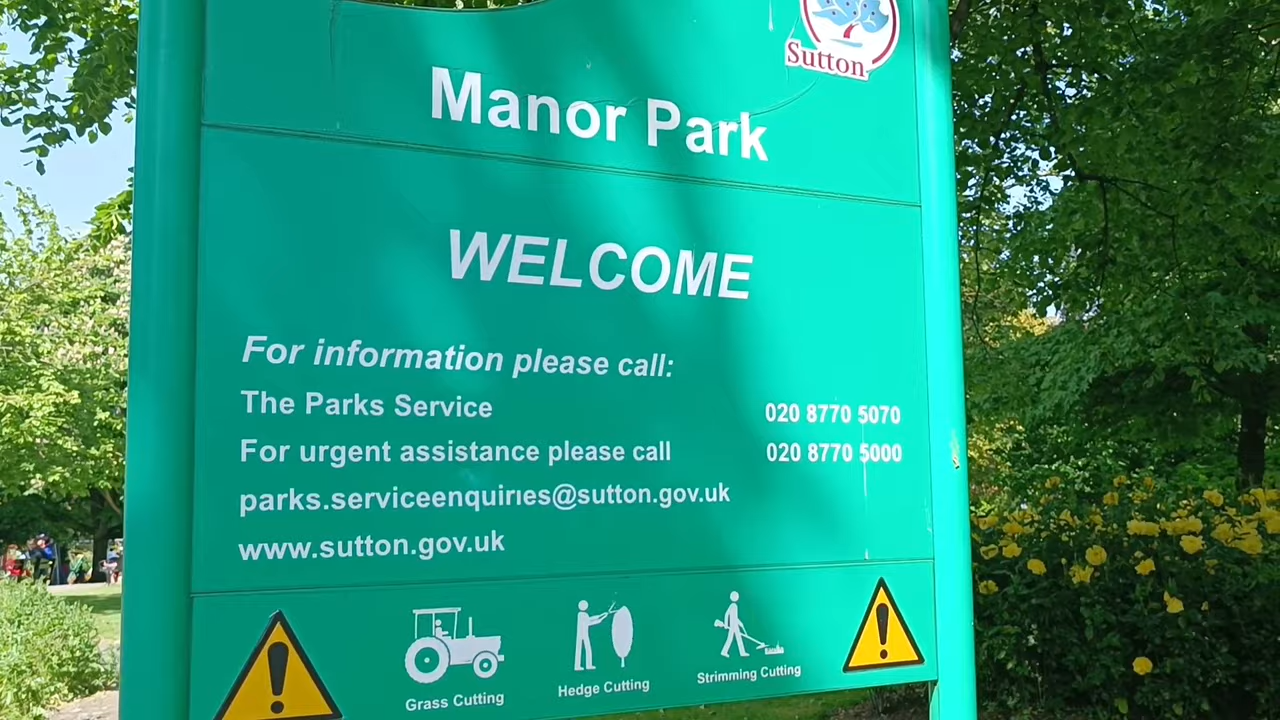 Sutton
Manor Park
WELCOME
For information please call:
The Parks Service 020 8770 5070
For urgent assistance please call 020 8770 5000
parks.serviceenquiries@sutton.gov.uk
www.sutton.gov.uk
Grass Cutting
Hedge Cutting
Strimming Cutting